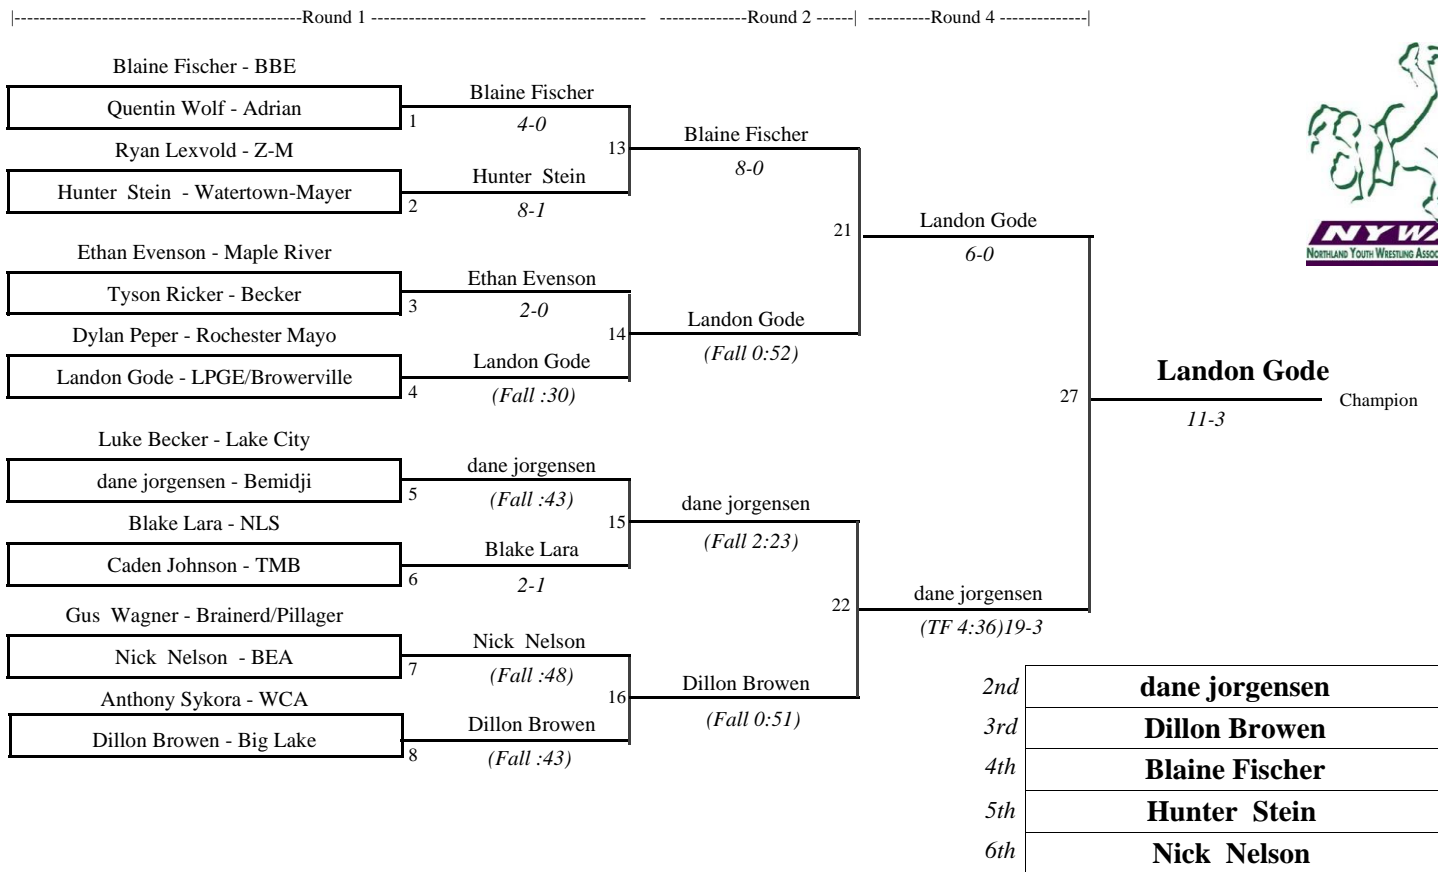 |----------------------------------------------Round 1 --------------------------------------------
--------------Round 2 ------|
----------Round 4 --------------|
Blaine Fischer - BBE
Quentin Wolf - Adrian
1
Ryan Lexvold - Z-M
Hunter  Stein  - Watertown-Mayer
2
Ethan Evenson - Maple River
Tyson Ricker - Becker
3
Dylan Peper - Rochester Mayo
Landon Gode - LPGE/Browerville
4
Luke Becker - Lake City
dane jorgensen - Bemidji
5
Blake Lara - NLS
Caden Johnson - TMB
6
Gus  Wagner - Brainerd/Pillager
Nick  Nelson  - BEA
7
Anthony Sykora - WCA
Dillon Browen - Big Lake
8
Blaine Fischer
4-0
13
Hunter  Stein
8-1
Ethan Evenson
2-0
14
Landon Gode
(Fall :30)
dane jorgensen
(Fall :43)
15
Blake Lara
2-1
Nick  Nelson
(Fall :48)
16
Dillon Browen
(Fall :43)
Blaine Fischer
8-0
21
Landon Gode
(Fall 0:52)
dane jorgensen
(Fall 2:23)
22
Dillon Browen
(Fall 0:51)
Landon Gode
6-0
27
dane jorgensen
(TF 4:36)19-3
Landon Gode
Champion
11-3
NYWA
NORTHLAND YOUTH WRESTLING ASSOC
2nd dane jorgensen
3rd Dillon Browen
4th Blaine Fischer
5th Hunter  Stein
6th Nick  Nelson